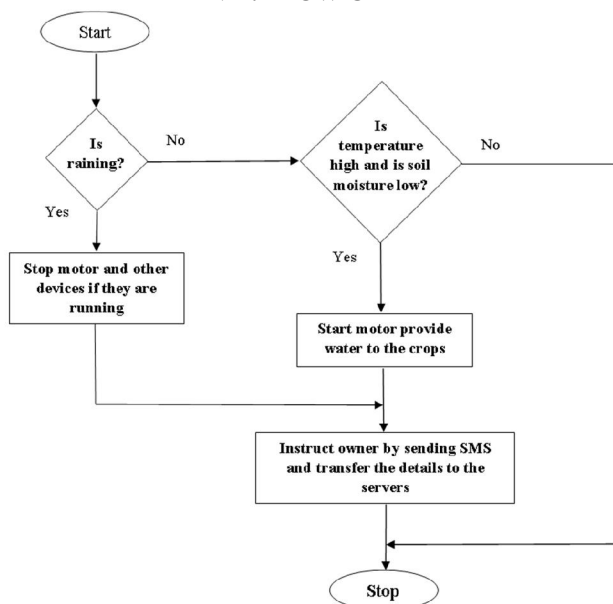 Start
Is
raining?
No
Is
temperature
high and is soil
moisture low?
No
Yes
Stop motor and other
devices if they are
running
Yes
Start motor provide
water to the crops
Instruct owner by sending SMS
and transfer the details to the
servers
Stop